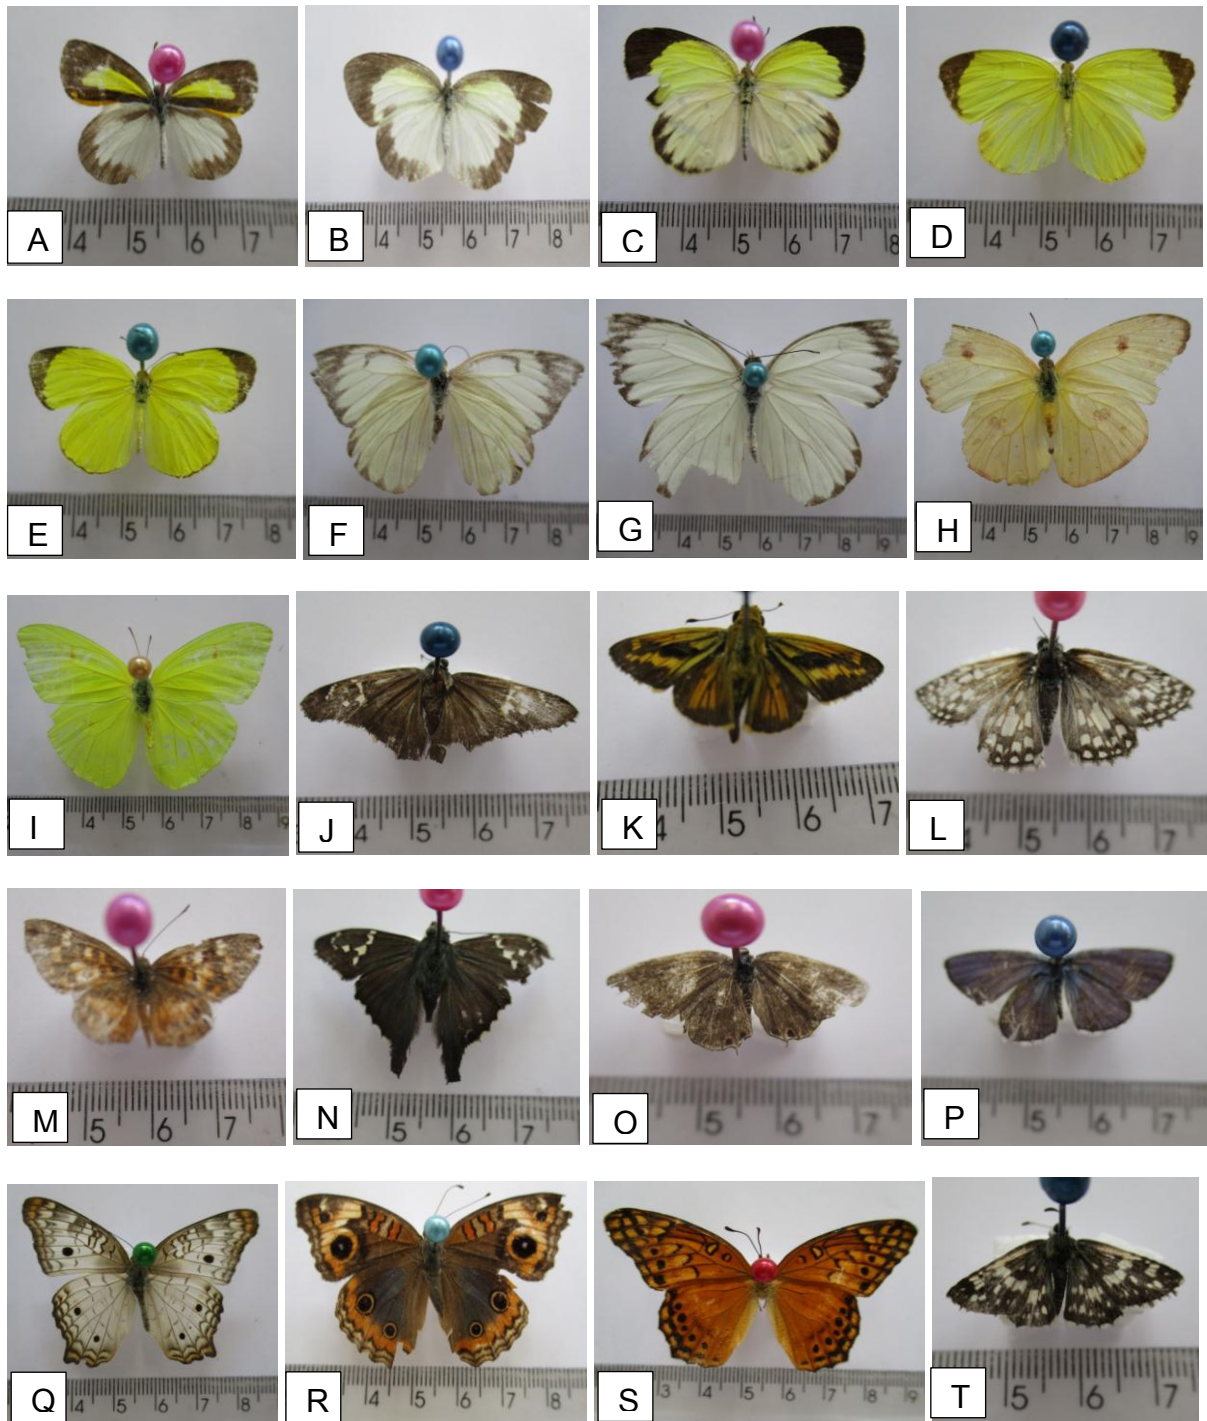 A 4 5 6 7
B 4 5 6 7 8
C 4 5 6 7 8
D 4 5 6 7
E 4 5 6 7 8
F 4 5 6 7 8
G 4 5 6 7 8 9
H 4 5 6 7 8 9
I 4 5 6 7 8 9
J 4 5 6 7
K 4 5 6 7
L 4 5 6 7
M 5 6 7
N 5 6 7
O 5 6 7
P 5 6 7
Q 4 5 6 7 8
R 4 5 6 7 8
S 3 4 5 6 7 8 9
T 5 6 7